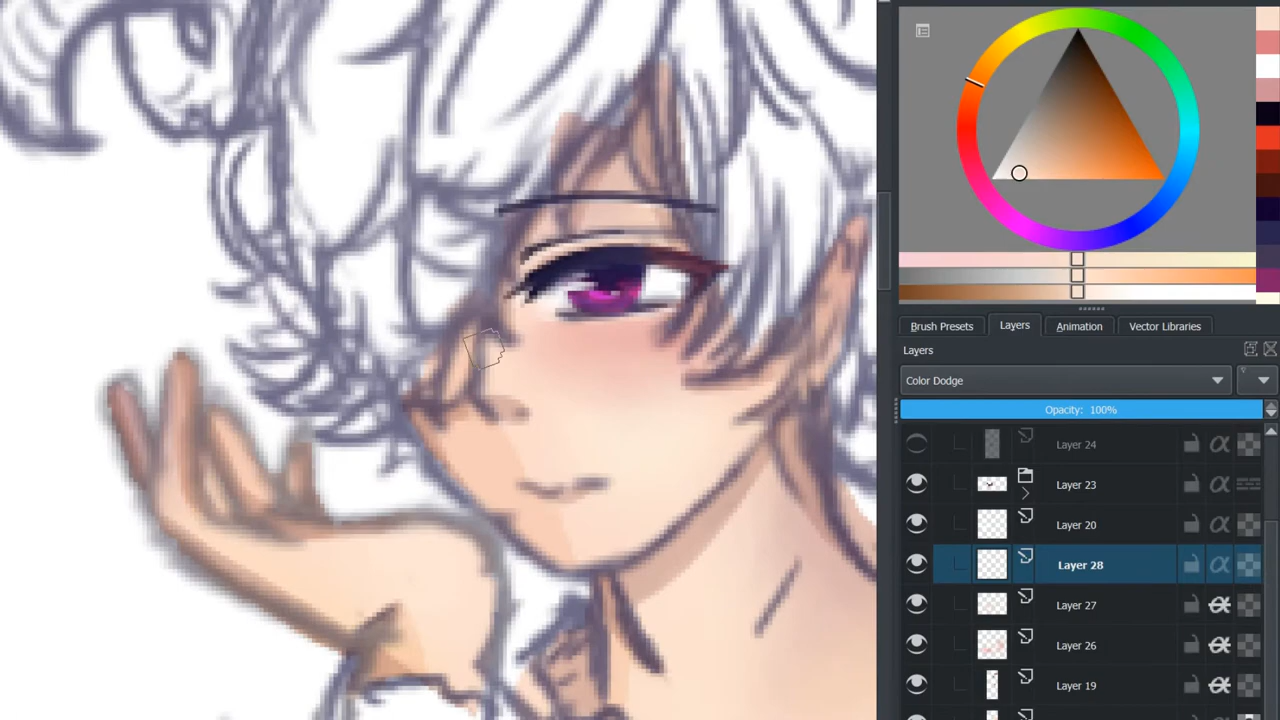 Brush Presets
Layers
Animation
Vector Libraries
Layers
Color Dodge
Opacity: 100%
Layer 24
Layer 23
Layer 20
Layer 28
Layer 27
Layer 26
Layer 19